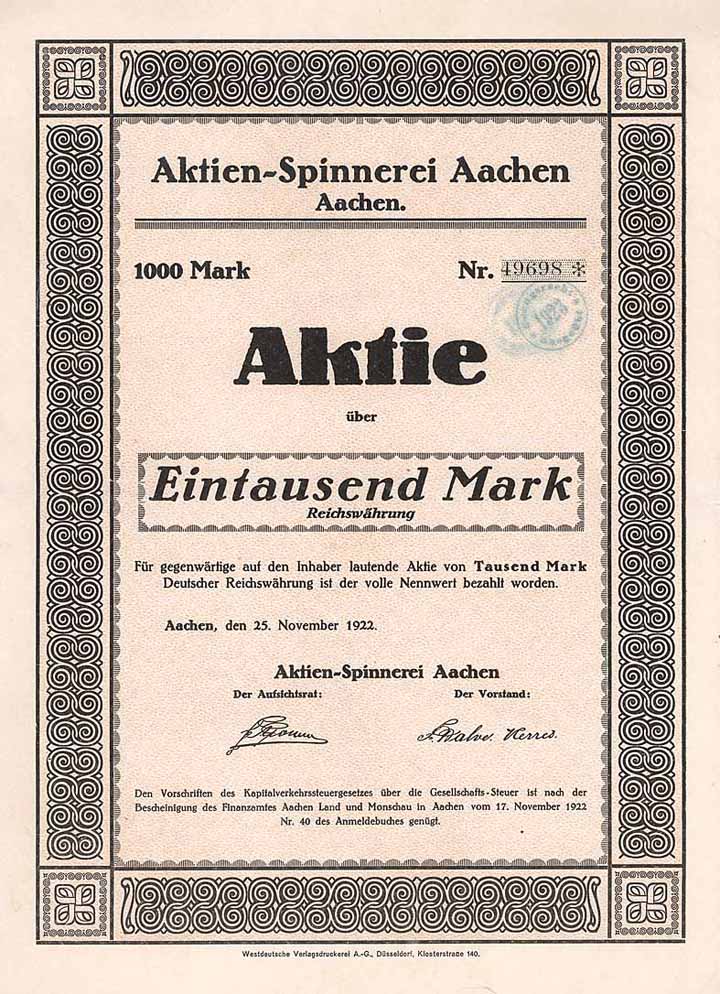 Aktien-Spinnerei Aachen
Aachen.
1000 Mark
Nr. 49698 *
1923
Aktie
über
Eintausend Mark
Reichswährung
Für gegenwärtige auf den Inhaber lautende Aktie von Tausend Mark
Deutscher Reichswährung ist der volle Nennwert bezahlt worden.
Aachen, den 25. November 1922.
Aktien-Spinnerei Aachen
Der Aufsichtsrat: Der Vorstand:
Kerres.
Den Vorschriften des Kapitalverkehrssteuergesetzes über die Gesellschafts-Steuer ist nach der
Bescheinigung des Finanzamtes Aachen Land und Monschau in Aachen vom 17. November 1922
Nr. 40 des Anmeldebuches genügt.
Westdeutsche Verlagsdruckerei A.-G., Düsseldorf, Klosterstraße 140.